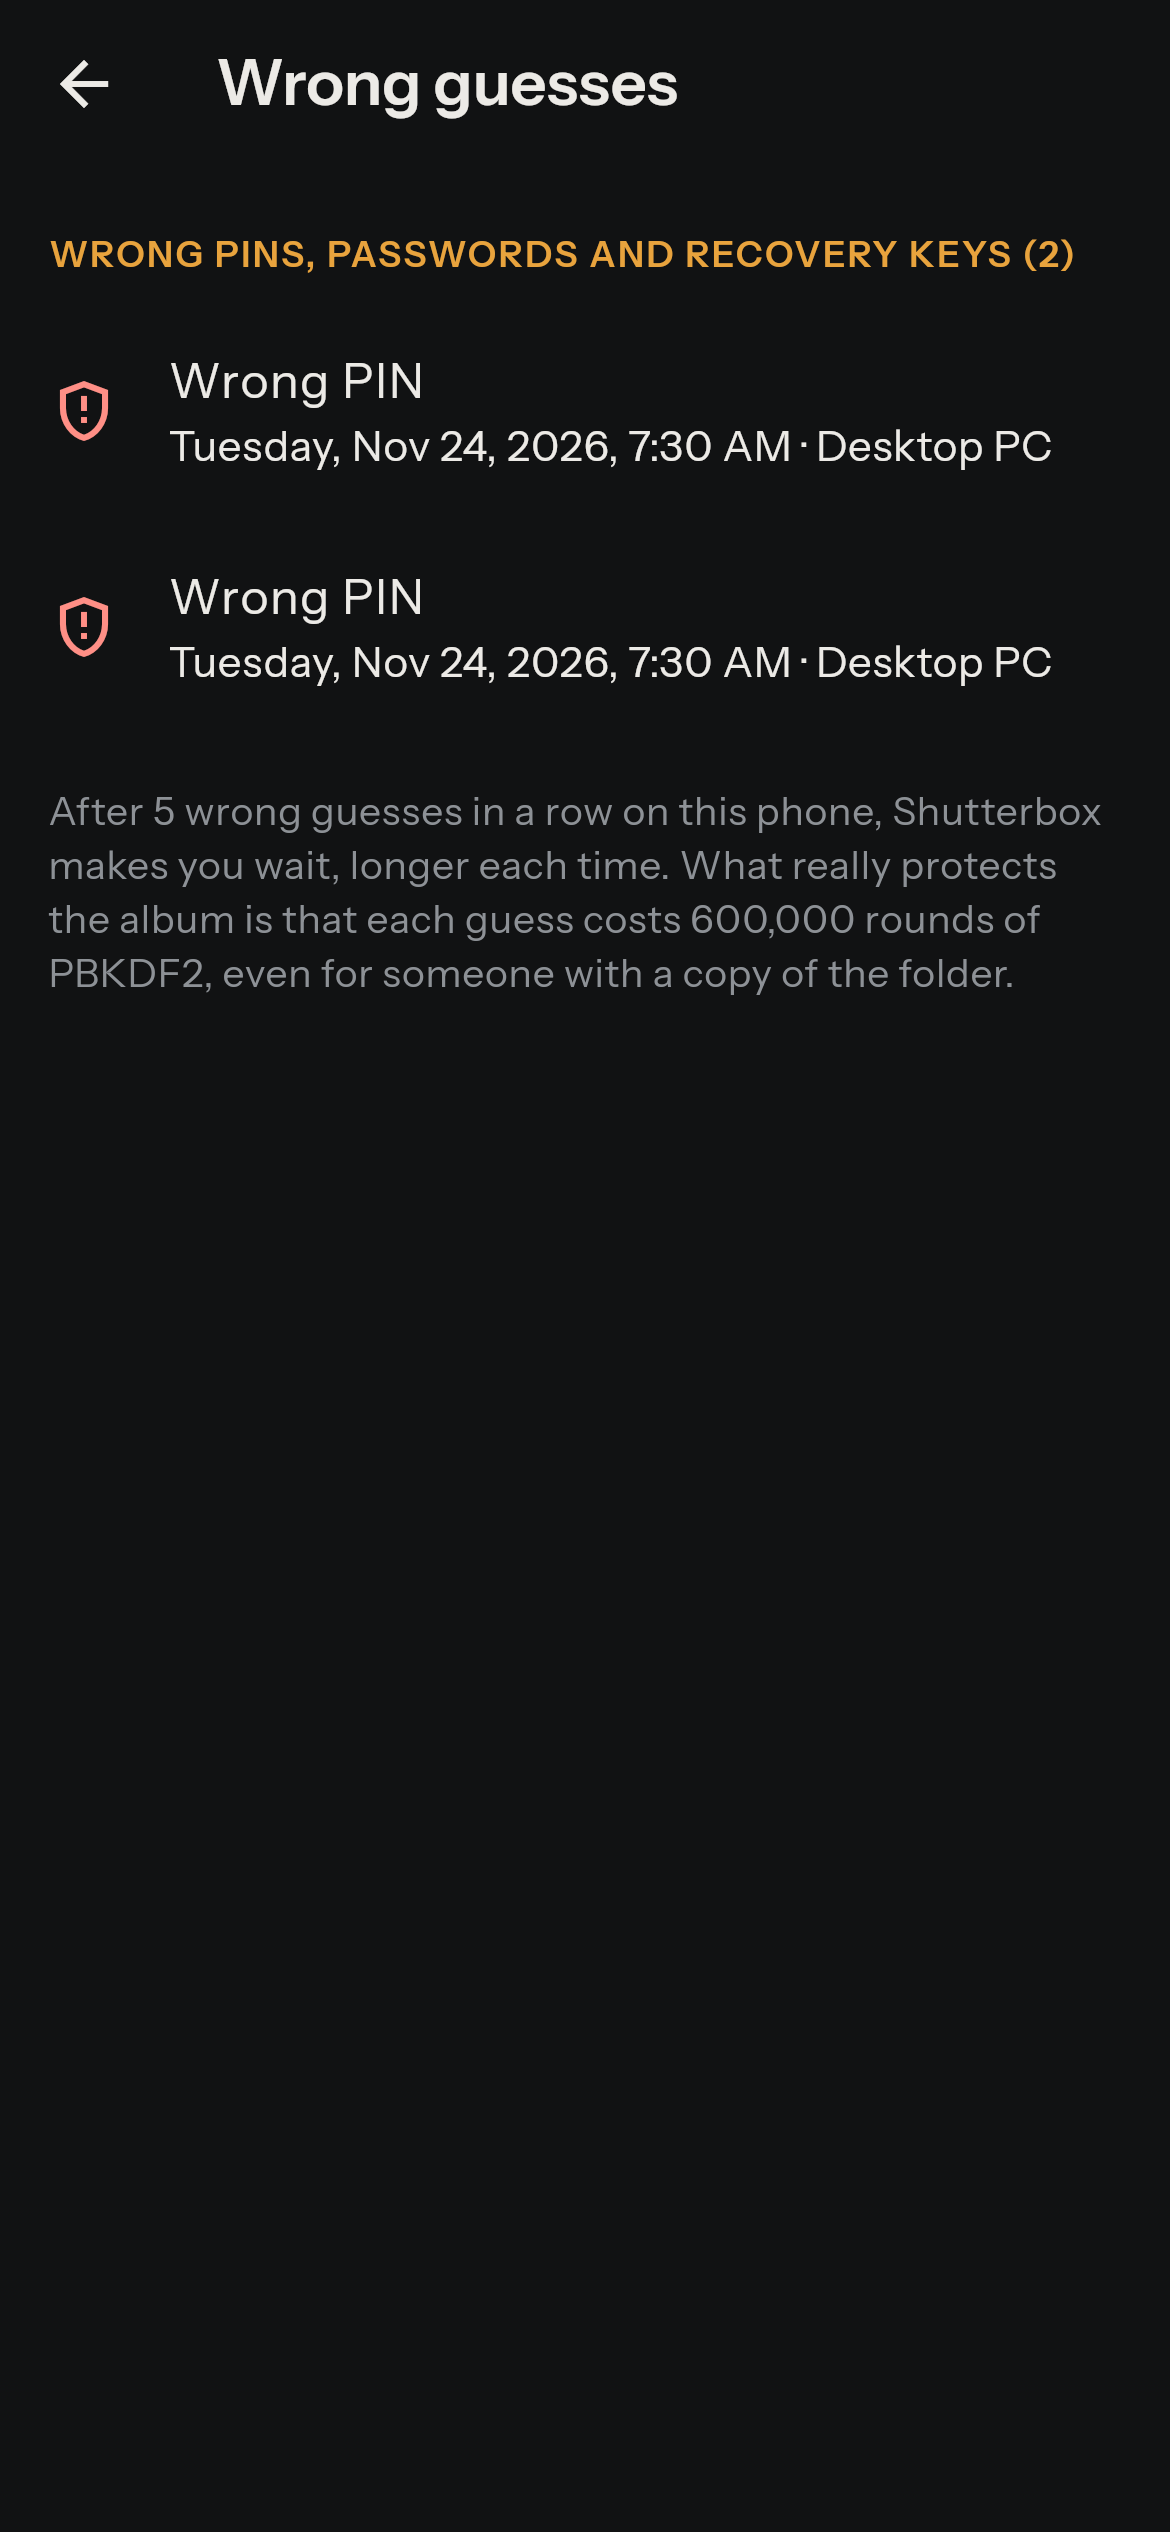 Wrong guesses
WRONG PINS, PASSWORDS AND RECOVERY KEYS (2)
Wrong PIN
Tuesday, Nov 24, 2026, 7:30 AM · Desktop PC
Wrong PIN
Tuesday, Nov 24, 2026, 7:30 AM · Desktop PC
After 5 wrong guesses in a row on this phone, Shutterbox
makes you wait, longer each time. What really protects
the album is that each guess costs 600,000 rounds of
PBKDF2, even for someone with a copy of the folder.